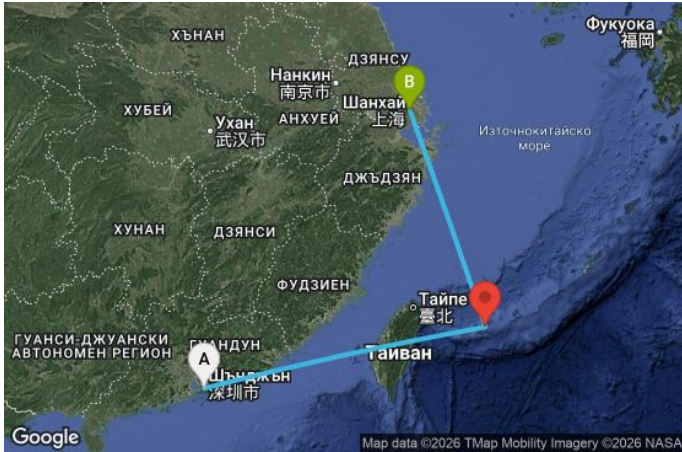 ХЪНАН
ДЗЯНСУ
Фукуока
福岡
Нанкин
南京市
B
Шанхай
上海
ХУБЕЙ
Ухан
武汉市
АНХУЕЙ
Източнокитайско
море
ДЖЪДЗЯН
ХУНАН
ДЗЯНСИ
ФУДЗИЕН
Тайпе
臺北
ГУАНСИ-ДЖУАНСКИ
АВТОНОМЕН РЕГИОН
ГУАНДУН
A
Тайван
Шънджън
深圳市
Google
Map data ©2026 TMap Mobility Imagery ©2026 NASA